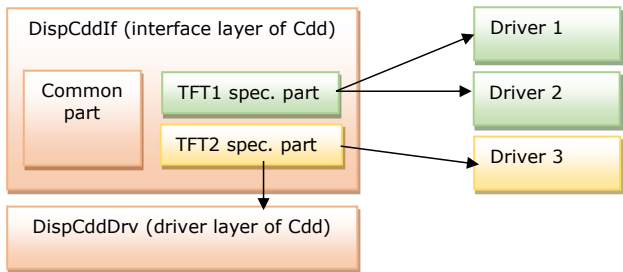 DispCddIf (interface layer of Cdd)
Common
part
TFT1 spec. part
TFT2 spec. part
Driver 1
Driver 2
Driver 3
DispCddDrv (driver layer of Cdd)